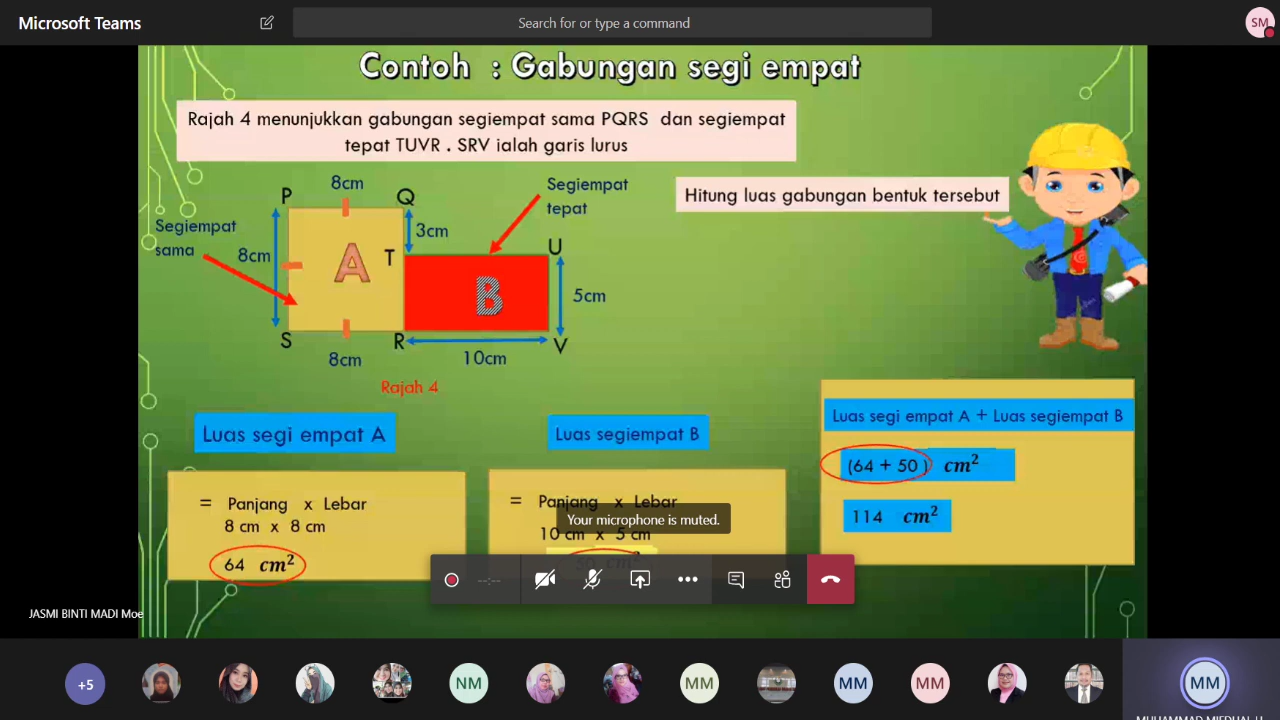 Microsoft Teams
Search for or type a command
SM
Contoh : Gabungan segi empat
Rajah 4 menunjukkan gabungan segiempat sama PQRS dan segiempat
tepat TUVR . SRV ialah garis lurus
Hitung luas gabungan bentuk tersebut
P
8cm
Q
Segiempat
tepat
Segiempat
sama
8cm
3cm
T
U
A
B
5cm
S
8cm
R
10cm
V
Rajah 4
Luas segi empat A
= Panjang x Lebar
8 cm x 8 cm
64 cm²
Luas segiempat B
= Panjang x Lebar
10 cm x 5 cm
50 cm²
Your microphone is muted.
Luas segi empat A + Luas segiempat B
(64 + 50 ) cm²
114 cm²
--:--
JASMI BINTI MADI Moe
+5
NM
MM
MM
MM
MM
MUHAMMAD